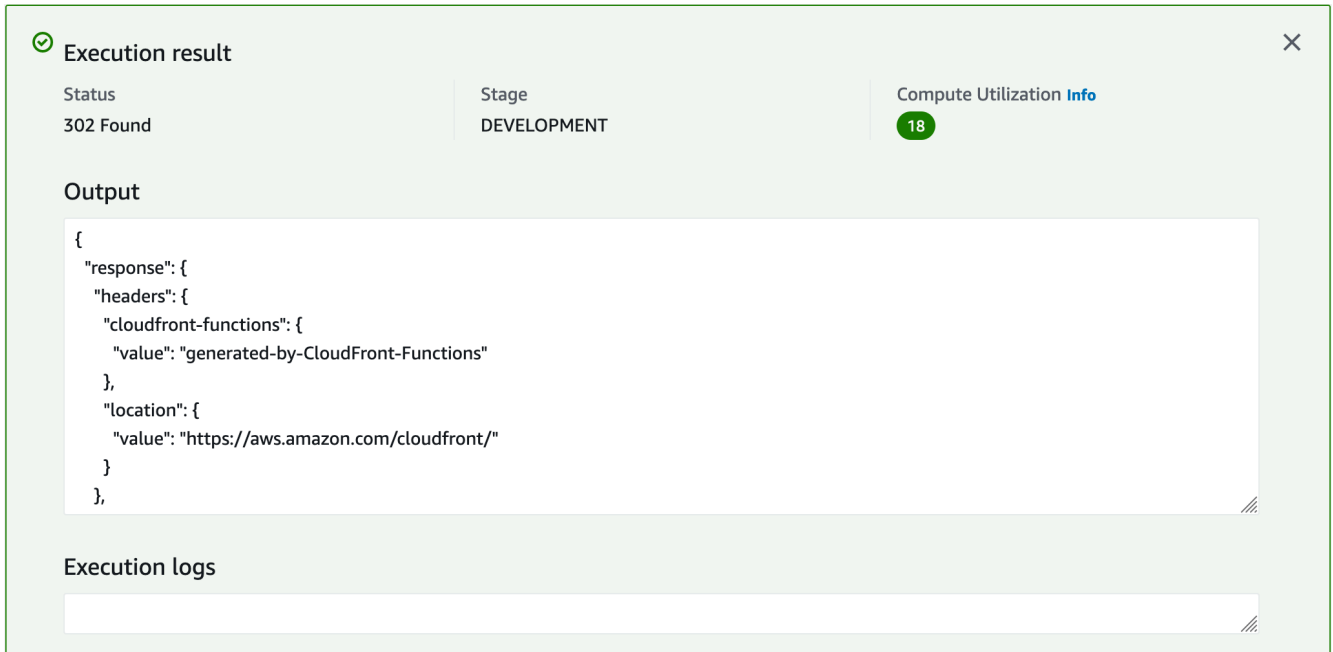 Execution result
Status
302 Found
Stage
DEVELOPMENT
Compute Utilization Info
18
Output
{
"response": {
"headers": {
"cloudfront-functions": {
"value": "generated-by-CloudFront-Functions"
},
"location": {
"value": "https://aws.amazon.com/cloudfront/"
}
},
Execution logs